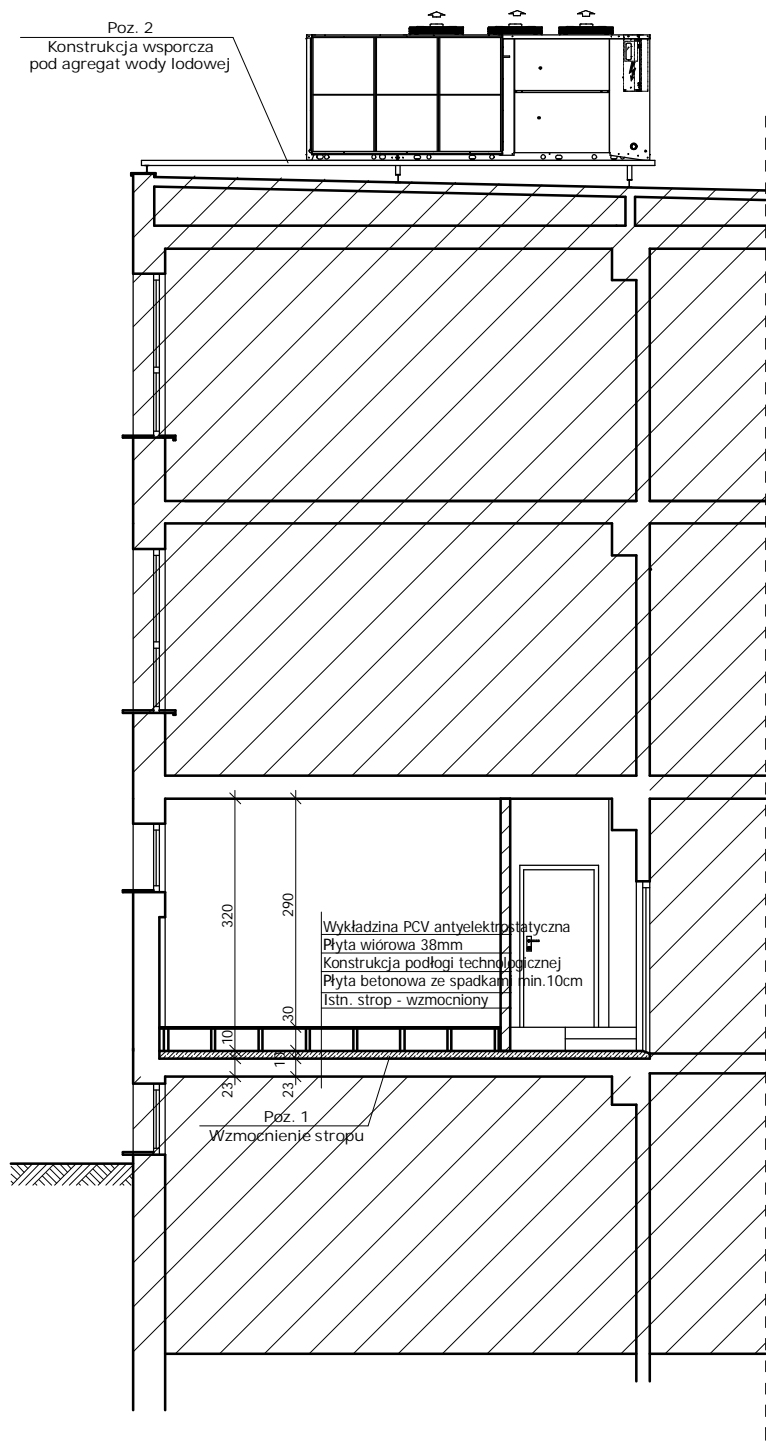 Poz. 2
Konstrukcja wsporcza
pod agregat wody lodowej
320
290
Wykładzina PCV antyelektrostatyczna
Płyta wiórowa 38mm
Konstrukcja podłogi technologicznej
Płyta betonowa ze spadkami min.10cm
Istn. strop - wzmocniony
30
10
10
23
23
Poz. 1
Wzmocnienie stropu